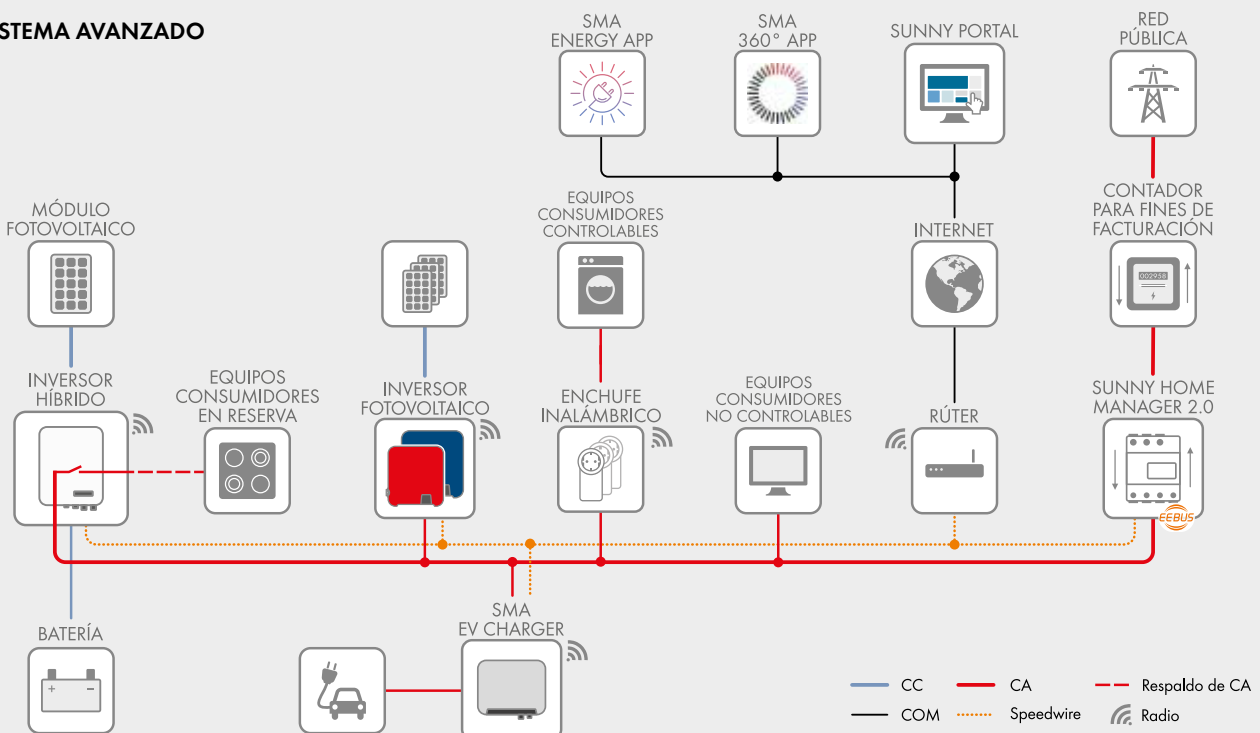 STEMA AVANZADO
SMA
ENERGY APP
SMA
360° APP
SUNNY PORTAL
RED
PÚBLICA
MÓDULO
FOTOVOLTAICO
EQUIPOS
CONSUMIDORES
CONTROLABLES
INTERNET
CONTADOR
PARA FINES DE
FACTURACIÓN
002958
INVERSOR
HÍBRIDO
EQUIPOS
CONSUMIDORES
EN RESERVA
INVERSOR
FOTOVOLTAICO
ENCHUFE
INALÁMBRICO
EQUIPOS
CONSUMIDORES
NO CONTROLABLES
RÚTER
SUNNY HOME
MANAGER 2.0
EEBUS
BATERÍA
+ −
SMA
EV CHARGER
CC
CA
Respaldo de CA
COM
Speedwire
Radio